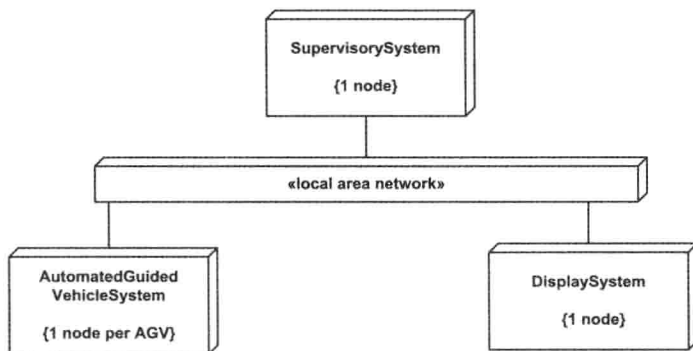 SupervisorySystem
{1 node}
«local area network»
AutomatedGuided
VehicleSystem
{1 node per AGV}
DisplaySystem
{1 node}